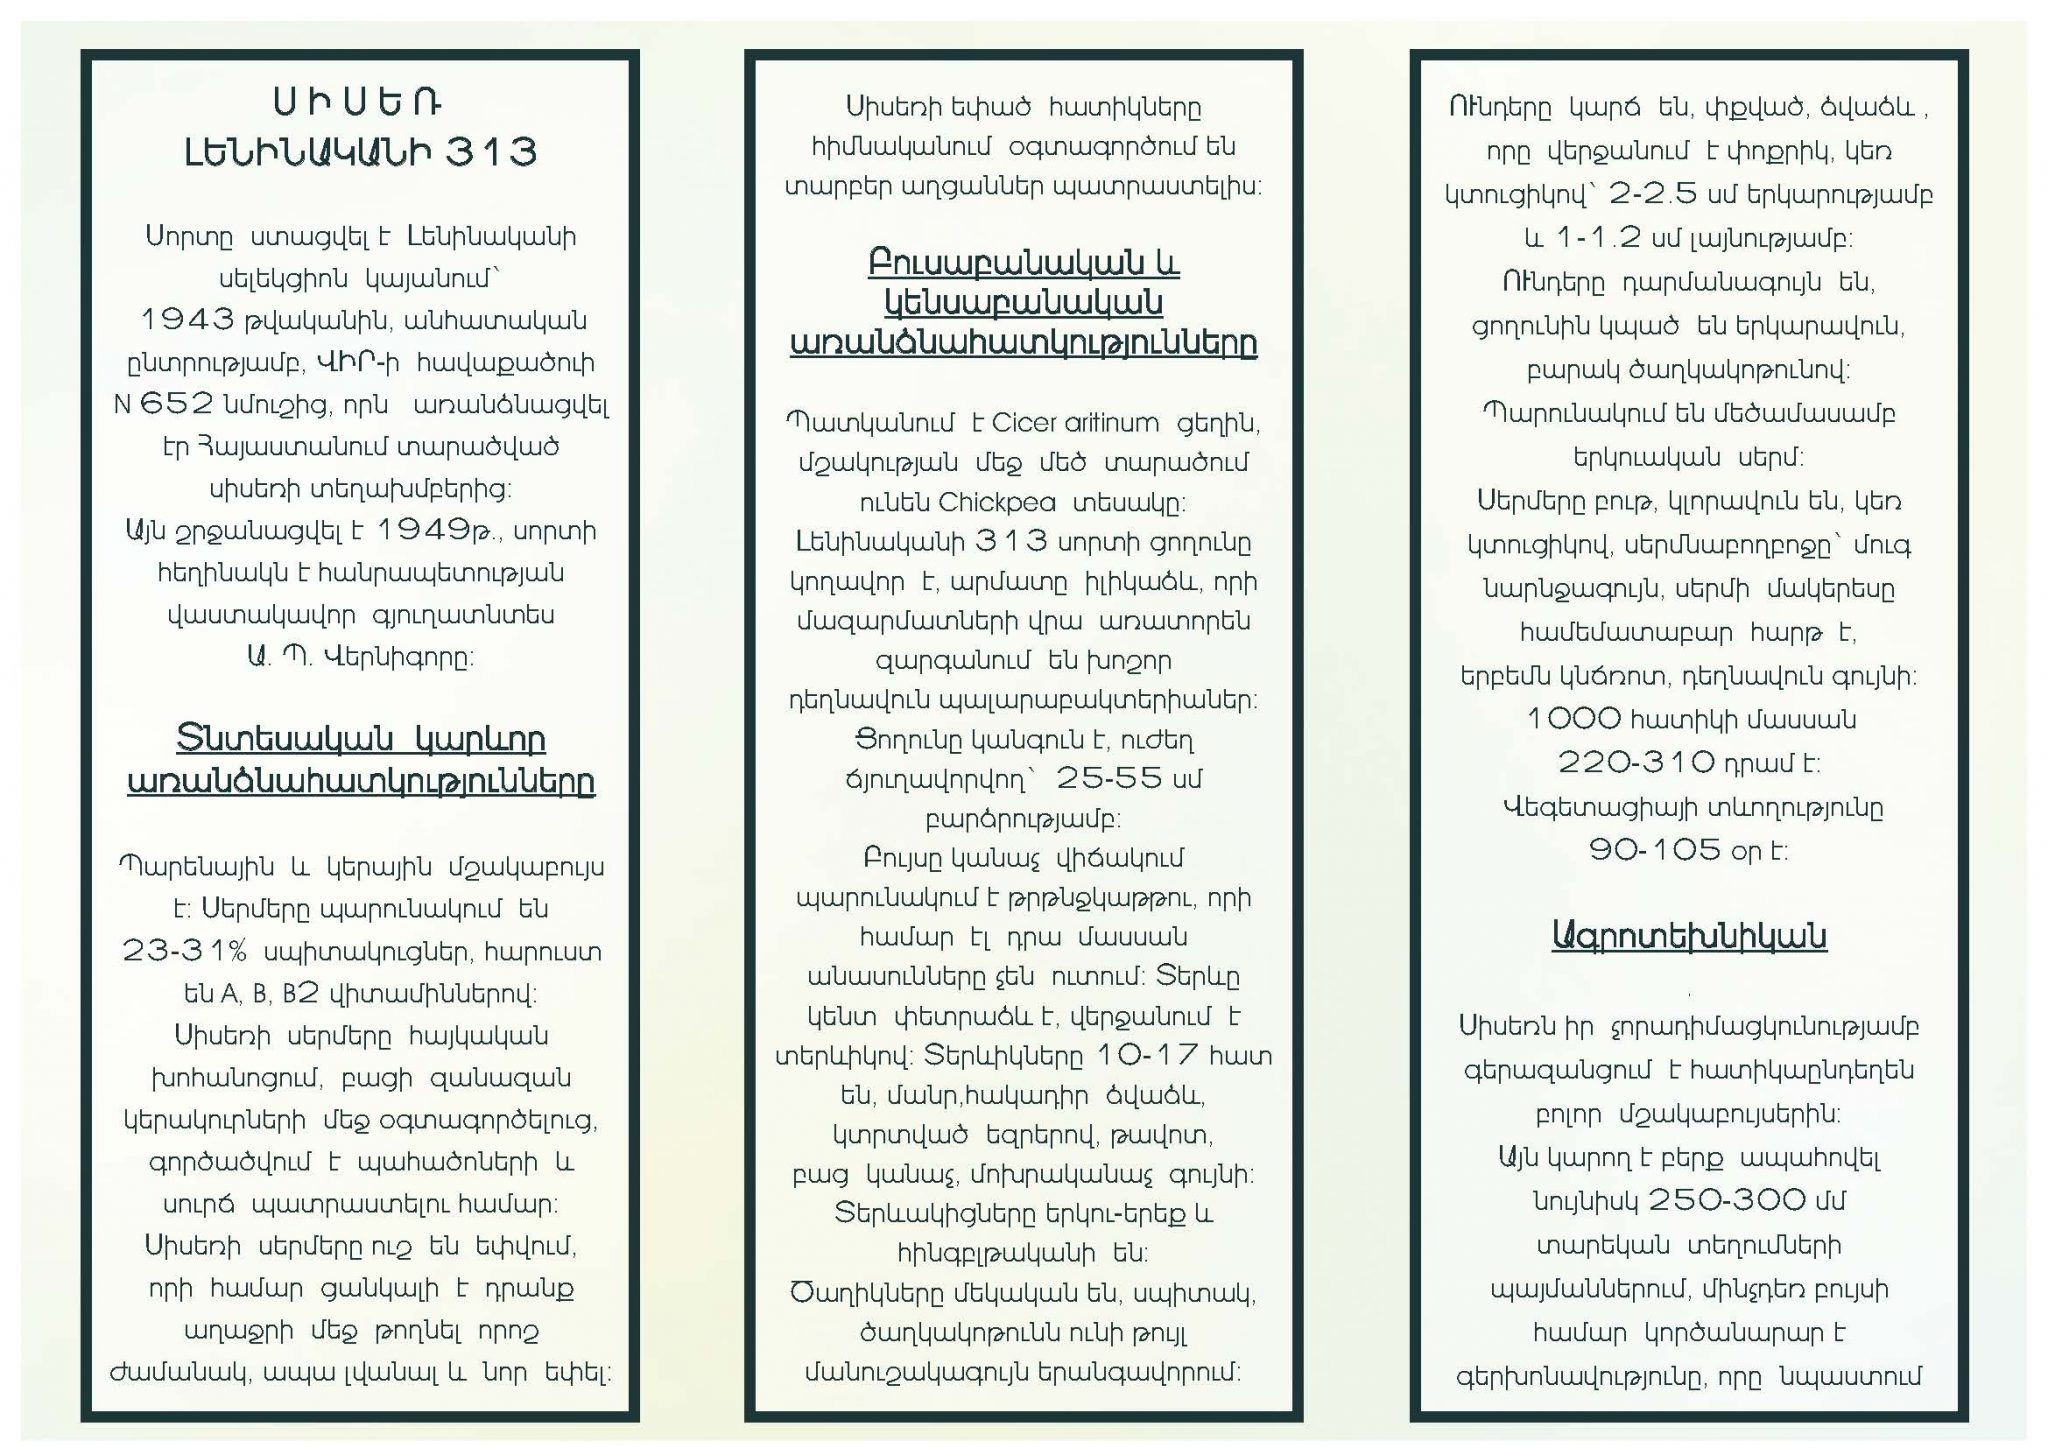 ՍԻՍԵՌ
ԼԵՆԻՆԱԿԱՆԻ 313
Սորտը ստացվել է Լենինականի
սելեկցիոն կայանում՝
1943 թվականին, անհատական
ընտրությամբ, ՎԻՐ-ի հավաքածուի
N 652 նմուշից, որն առանձնացվել
էր Հայաստանում տարածված
սիսեռի տեղախմբերից:
Այն շրջանացվել է 1949թ., սորտի
հեղինակն է հանրապետության
վաստակավոր գյուղատնտես
Ա. Պ. Վերնիգորը:
Տնտեսական կարևոր
առանձնահատկությունները
Պարենային և կերային մշակաբույս
է: Սերմերը պարունակում են
23-31% սպիտակուցներ, հարուստ
են A, B, B2 վիտամիններով:
Սիսեռի սերմերը հայկական
խոհանոցում, բացի զանազան
կերակուրների մեջ օգտագործելուց,
գործածվում է պահածոների և
սուրճ պատրաստելու համար:
Սիսեռի սերմերը ուշ են եփվում,
որի համար ցանկալի է դրանք
աղաջրի մեջ թողնել որոշ
ժամանակ, ապա լվանալ և նոր եփել:
Սիսեռի եփած հատիկները
հիմնականում օգտագործում են
տարբեր աղցաններ պատրաստելիս:
Բուսաբանական և
կենսաբանական
առանձնահատկությունները
Պատկանում է Cicer aritinum ցեղին,
մշակության մեջ մեծ տարածում
ունեն Chickpea տեսակը:
Լենինականի 313 սորտի ցողունը
կողավոր է, արմատը իլիկաձև, որի
մազարմատների վրա առատորեն
զարգանում են խոշոր
դեղնավուն պալարաբակտերիաներ:
Ցողունը կանգուն է, ուժեղ
ճյուղավորվող՝ 25-55 սմ
բարձրությամբ:
Բույսը կանաչ վիճակում
պարունակում է թրթնջկաթթու, որի
համար էլ դրա մասսան
անասունները չեն ուտում: Տերևը
կենտ փետրաձև է, վերջանում է
տերևիկով: Տերևիկները 10-17 հատ
են, մանր,հակադիր ձվաձև,
կտրտված եզրերով, թավոտ,
բաց կանաչ, մոխրականաչ գույնի:
Տերևակիցները երկու-երեք և
հինգբլթականի են:
Ծաղիկները մեկական են, սպիտակ,
ծաղկակոթունն ունի թույլ
մանուշակագույն երանգավորում:
ՈՒնդերը կարճ են, փքված, ձվաձև ,
որը վերջանում է փոքրիկ, կեռ
կտուցիկով՝ 2-2.5 սմ երկարությամբ
և 1-1.2 սմ լայնությամբ:
ՈՒնդերը դարմանագույն են,
ցողունին կպած են երկարավուն,
բարակ ծաղկակոթունով:
Պարունակում են մեծամասամբ
երկուական սերմ:
Սերմերը բութ, կլորավուն են, կեռ
կտուցիկով, սերմնաբողբոջը՝ մուգ
նարնջագույն, սերմի մակերեսը
համեմատաբար հարթ է,
երբեմն կնճռոտ, դեղնավուն գույնի:
1000 հատիկի մասսան
220-310 դրամ է:
Վեգետացիայի տևողությունը
90-105 օր է:
Ագրոտեխնիկան
Սիսեռն իր չորադիմացկունությամբ
գերազանցում է հատիկաընդեղեն
բոլոր մշակաբույսերին:
Այն կարող է բերք ապահովել
նույնիսկ 250-300 մմ
տարեկան տեղումների
պայմաններում, մինչդեռ բույսի
համար կործանարար է
գերխոնավությունը, որը նպաստում